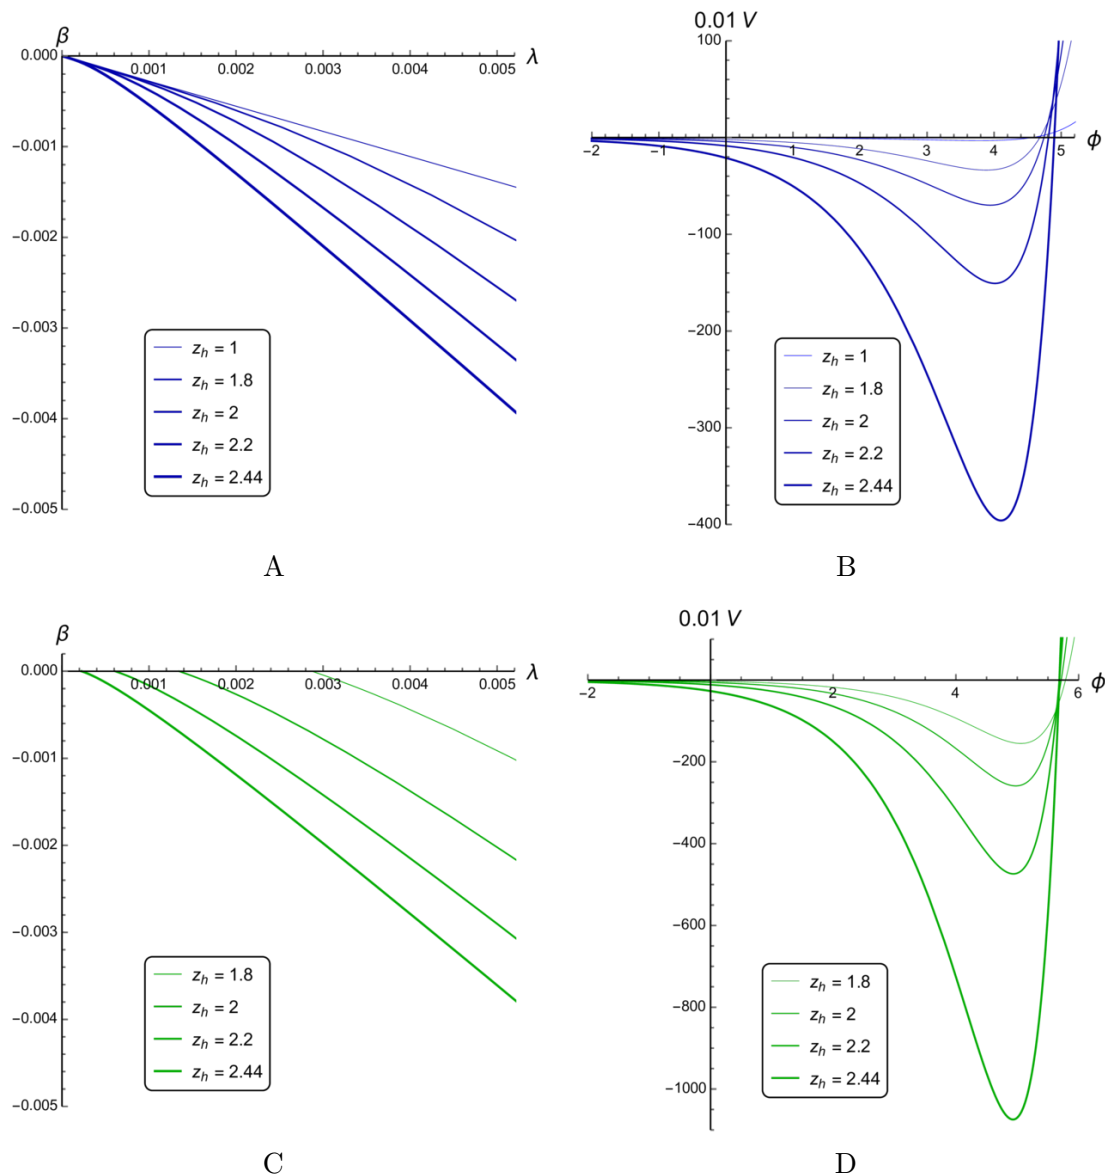 β
0.000
0.001
0.002
0.003
0.004
0.005
λ
−0.001
−0.002
−0.003
−0.004
−0.005
z_h = 1
z_h = 1.8
z_h = 2
z_h = 2.2
z_h = 2.44
A
0.01 V
100
−2
−1
1
2
3
4
5
ϕ
−100
−200
−300
−400
z_h = 1
z_h = 1.8
z_h = 2
z_h = 2.2
z_h = 2.44
B
β
0.000
0.001
0.002
0.003
0.004
0.005
λ
−0.001
−0.002
−0.003
−0.004
−0.005
z_h = 1.8
z_h = 2
z_h = 2.2
z_h = 2.44
C
0.01 V
−2
2
4
6
ϕ
−200
−400
−600
−800
−1000
z_h = 1.8
z_h = 2
z_h = 2.2
z_h = 2.44
D